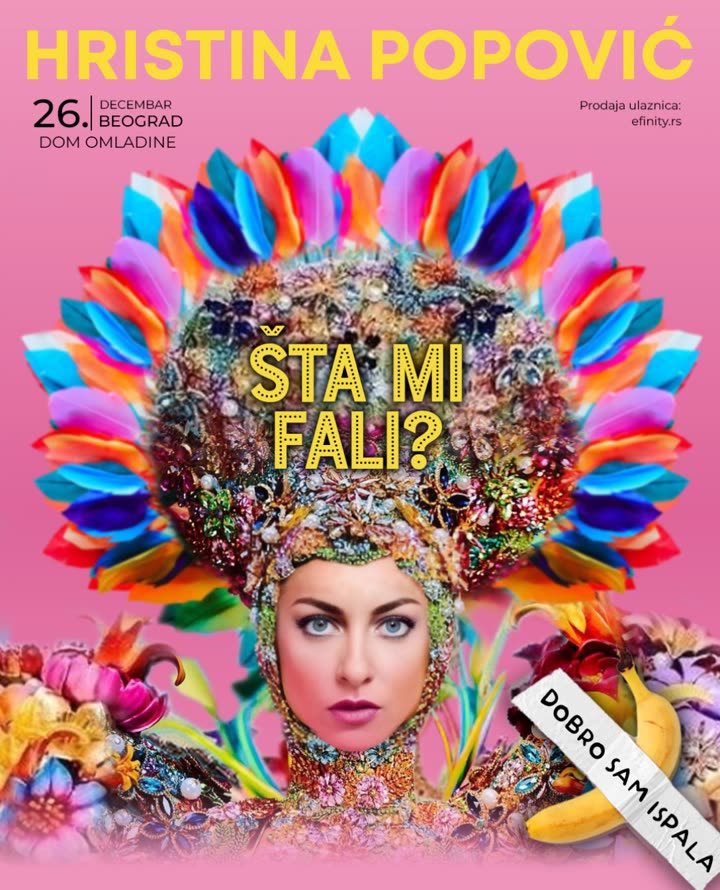 HRISTINA POPOVIĆ
26. DECEMBAR
BEOGRAD
DOM OMLADINE
Prodaja ulaznica:
efinity.rs
ŠTA MI
FALI?
DOBRO SAM ISPALA